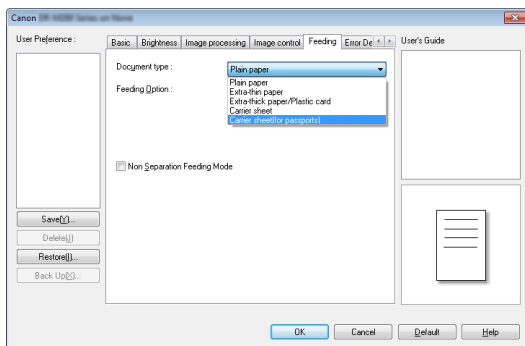 Canon
User Preference :
Basic Brightness Image processing Image control Feeding Error De
User's Guide
Document type :
Plain paper
Feeding Option :
Plain paper
Extra-thin paper
Extra-thick paper/Plastic card
Carrier sheet
Carrier sheet(for passports)
Non Separation Feeding Mode
Save(Y)...
Delete(J)
Restore(I)...
Back Up(X)...
OK Cancel Default Help